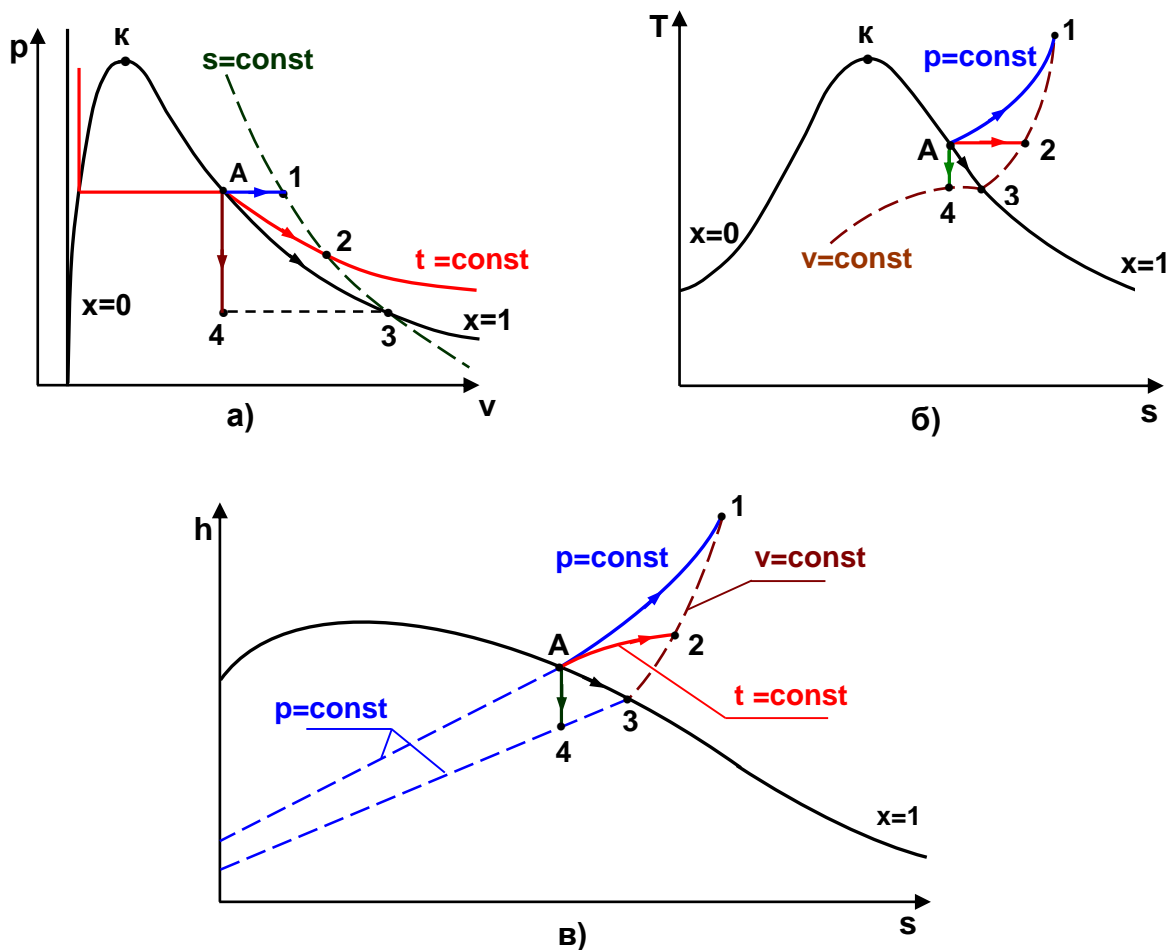 p
к
s=const
A
1
2
t =const
x=0
4
3
x=1
v
а)
T
к
1
p=const
A
2
4
3
x=0
v=const
x=1
s
б)
h
1
p=const
v=const
A
2
p=const
3
t =const
4
x=1
s
в)